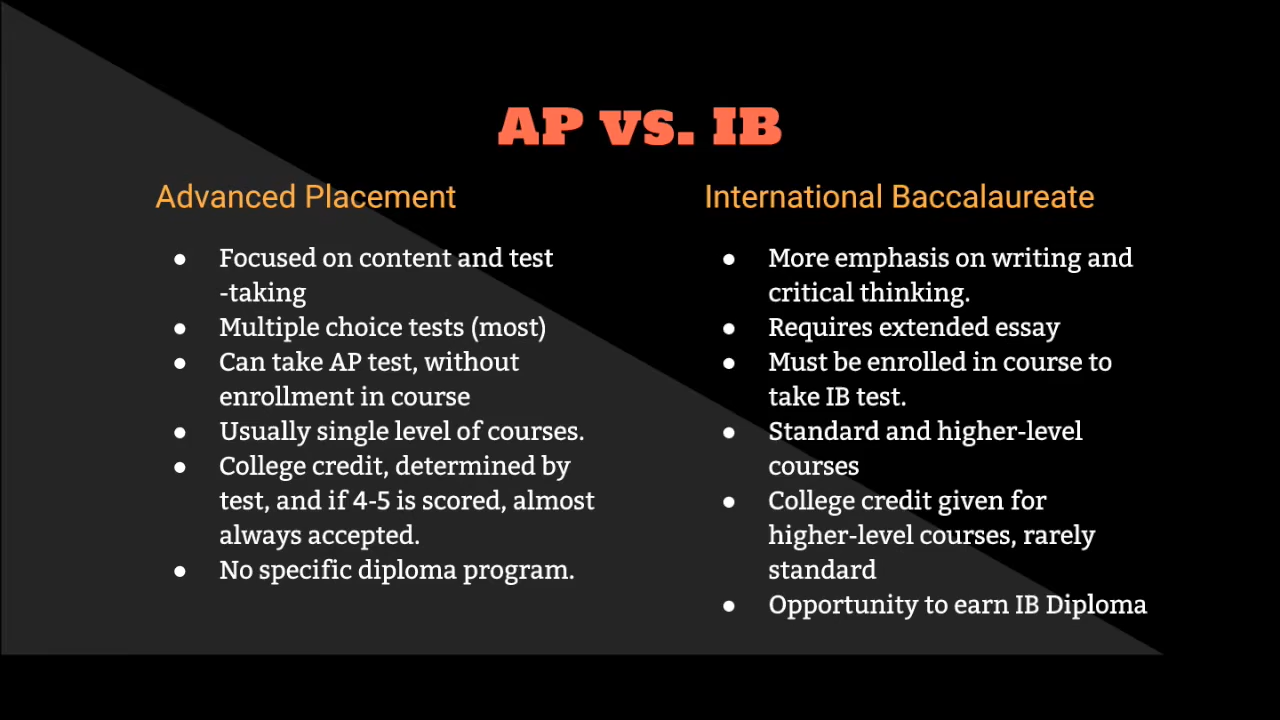 AP vs. IB
Advanced Placement
● Focused on content and test
-taking
● Multiple choice tests (most)
● Can take AP test, without
enrollment in course
● Usually single level of courses.
● College credit, determined by
test, and if 4-5 is scored, almost
always accepted.
● No specific diploma program.
International Baccalaureate
● More emphasis on writing and
critical thinking.
● Requires extended essay
● Must be enrolled in course to
take IB test.
● Standard and higher-level
courses
● College credit given for
higher-level courses, rarely
standard
● Opportunity to earn IB Diploma